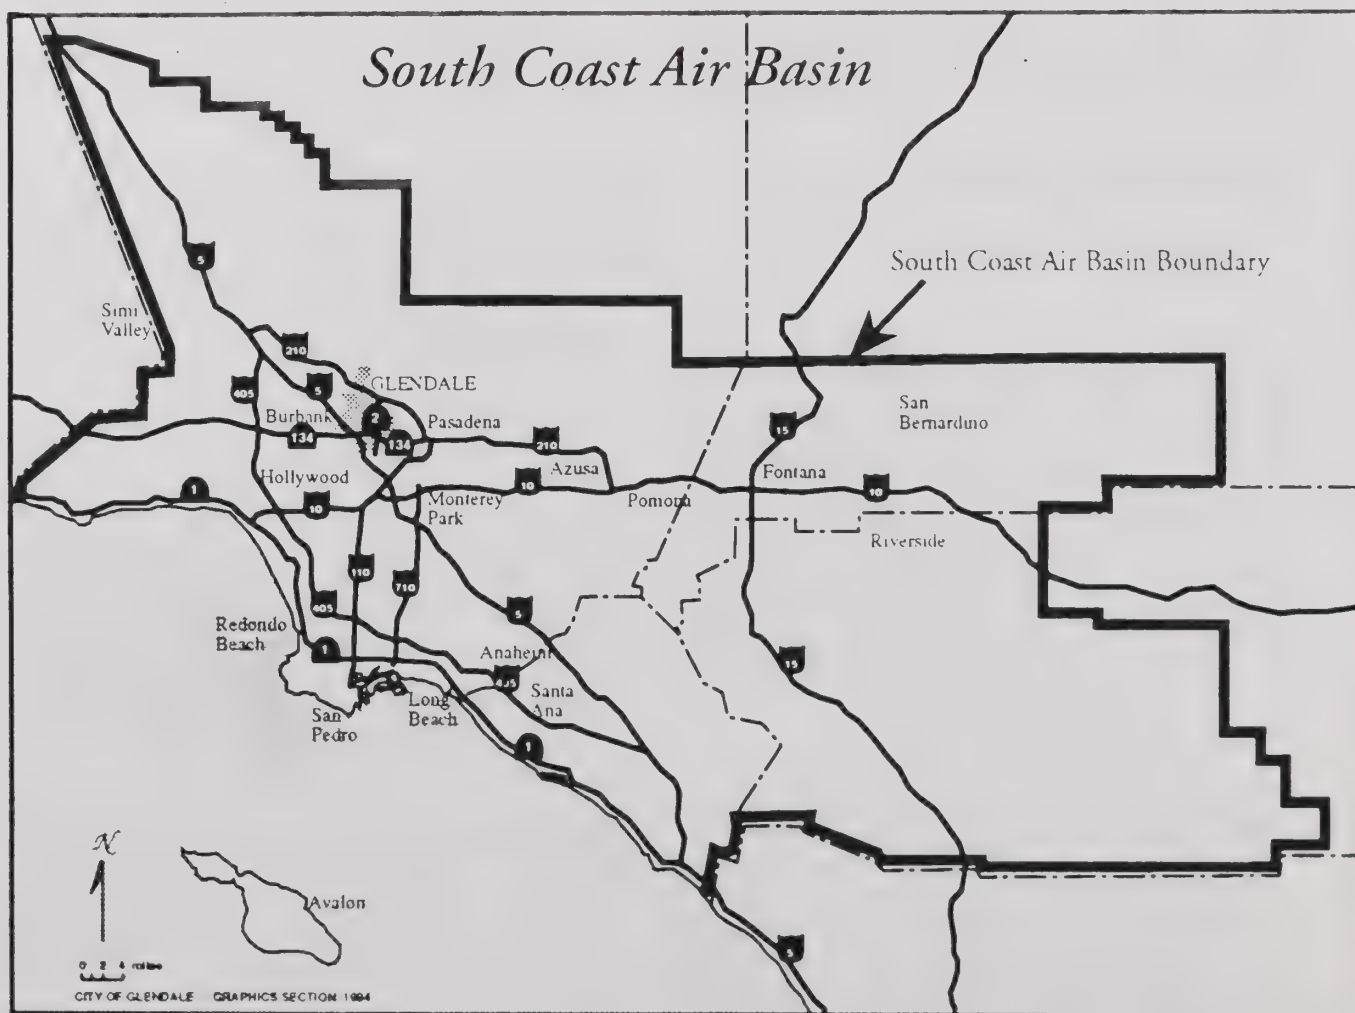 South Coast Air Basin
South Coast Air Basin Boundary
5
Simi
Valley
210
405
5
GLENDALE
Burbank
2
Pasadena
134
134
210
San
Bernardino
15
Hollywood
Azusa
Fontana
1
10
Monterey
Park
10
Pomona
10
Riverside
110
710
405
5
Redondo
Beach
1
Anaheim
405
15
Santa
Ana
Long
Beach
San
Pedro
1
N
Avalon
5
0 2 4 miles
CITY OF GLENDALE GRAPHICS SECTION 1994